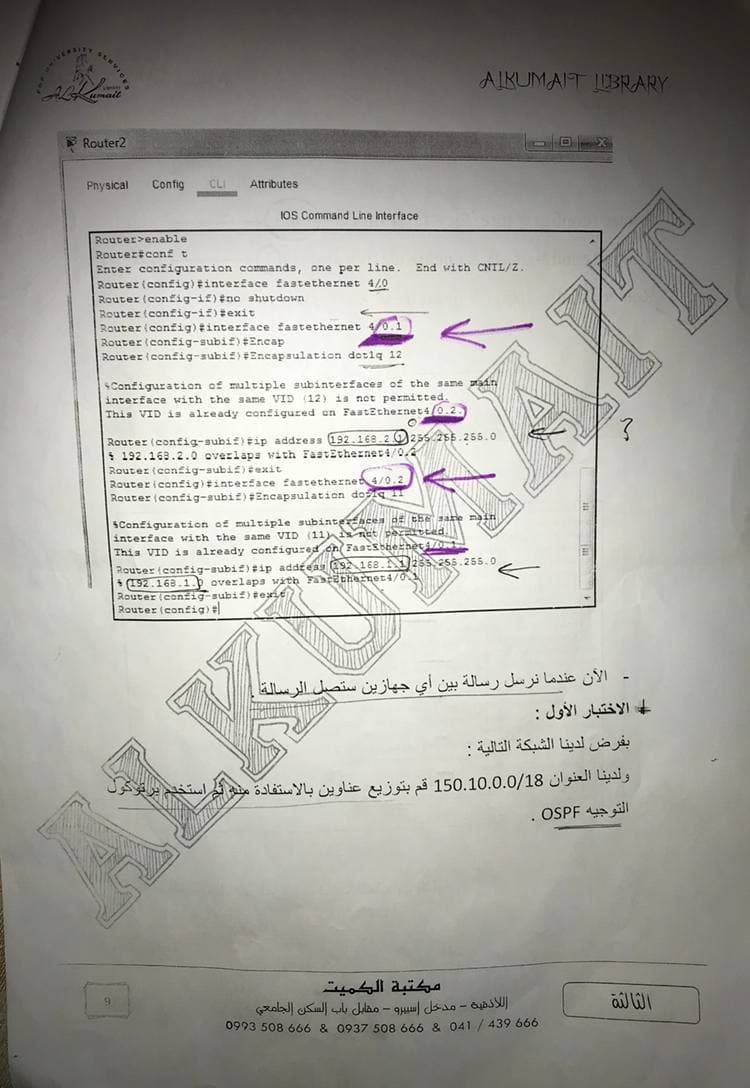 FOR UNIVERSITY SERVICES
ALKumait
Library
ALKUMAIT LIBRARY
Router2
Physical Config CLI Attributes
IOS Command Line Interface
Router>enable
Router#conf t
Enter configuration commands, one per line. End with CNTL/Z.
Router(config)#interface fastethernet 4/0
Router(config-if)#no shutdown
Router(config-if)#exit
Router(config)#interface fastethernet 4/0.1
Router(config-subif)#Encap
Router(config-subif)#Encapsulation dot1q 12
%Configuration of multiple subinterfaces of the same main
interface with the same VID (12) is not permitted.
This VID is already configured on FastEthernet4/0.2.
Router(config-subif)#ip address 192.168.2.1 255.255.255.0
% 192.168.2.0 overlaps with FastEthernet4/0.2
Router(config-subif)#exit
Router(config)#interface fastethernet 4/0.2
Router(config-subif)#Encapsulation dot1q 11
%Configuration of multiple subinterfaces of the same main
interface with the same VID (11) is not permitted.
This VID is already configured on FastEthernet4/0.1.
Router(config-subif)#ip address 192.168.1.1 255.255.255.0
% 192.168.1.0 overlaps with FastEthernet4/0.1
Router(config-subif)#exit
Router(config)#
ALKUMAIT
- الآن عندما نرسل رسالة بين أي جهازين ستصل الرسالة .
الاختبار الأول :
بفرض لدينا الشبكة التالية :
ولدينا العنوان 150.10.0.0/18 قم بتوزيع عناوين بالاستفادة منه ثم استخدم برتوكول
التوجيه OSPF .
9
مكتبة الكميت
اللاذقية - مدخل إسبيرو - مقابل باب السكن الجامعي
0993 508 666 & 0937 508 666 & 041 / 439 666
الثالثة